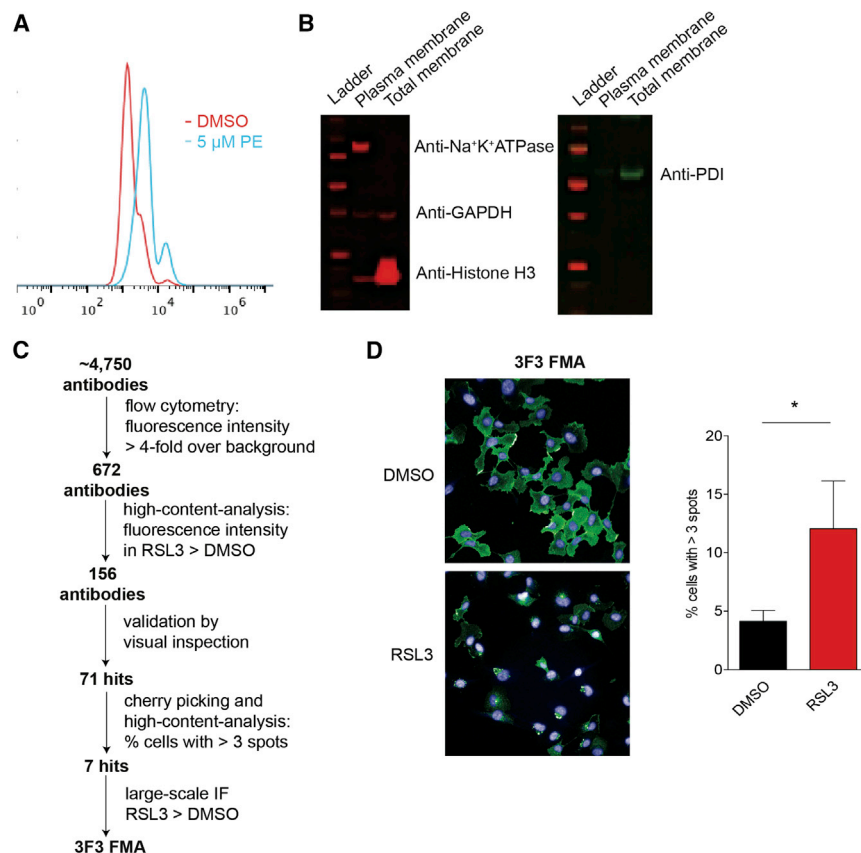 A
DMSO
5 µM PE
10⁰ 10² 10⁴ 10⁶
B
Ladder
Plasma membrane
Total membrane
Anti-Na⁺K⁺ATPase
Anti-GAPDH
Anti-Histone H3
Ladder
Plasma membrane
Total membrane
Anti-PDI
C
~4,750
antibodies
flow cytometry:
fluorescence intensity
> 4-fold over background
672
antibodies
high-content-analysis:
fluorescence intensity
in RSL3 > DMSO
156
antibodies
validation by
visual inspection
71 hits
cherry picking and
high-content-analysis:
% cells with > 3 spots
7 hits
large-scale IF
RSL3 > DMSO
3F3 FMA
D
3F3 FMA
DMSO
RSL3
*
% cells with > 3 spots
20
15
10
5
0
DMSO
RSL3